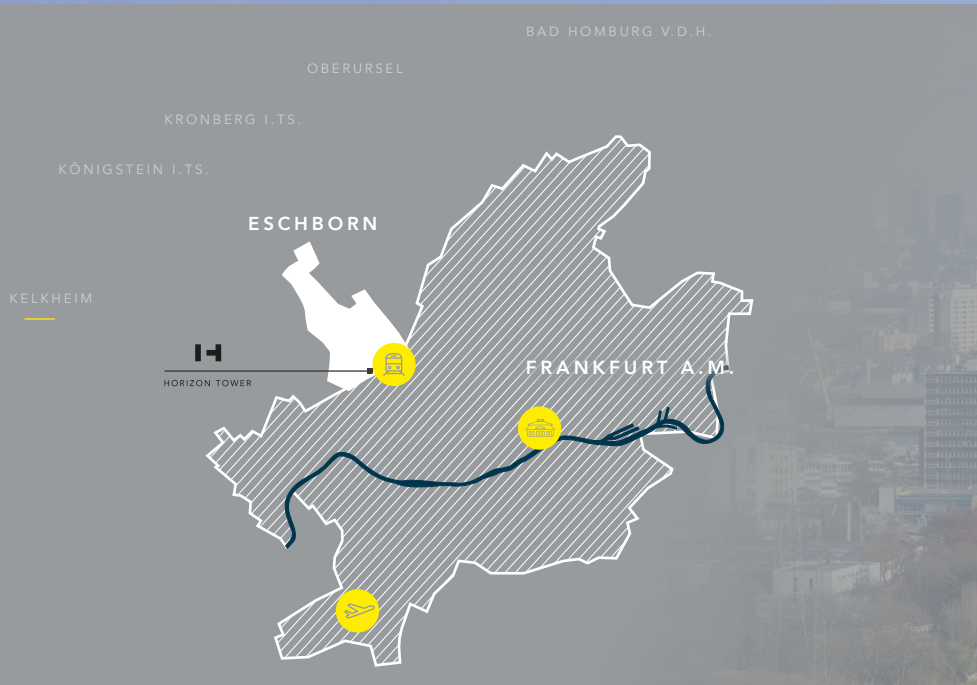 BAD HOMBURG V.D.H.
OBERURSEL
KRONBERG I.TS.
KÖNIGSTEIN I.TS.
ESCHBORN
KELKHEIM
HORIZON TOWER
FRANKFURT A.M.